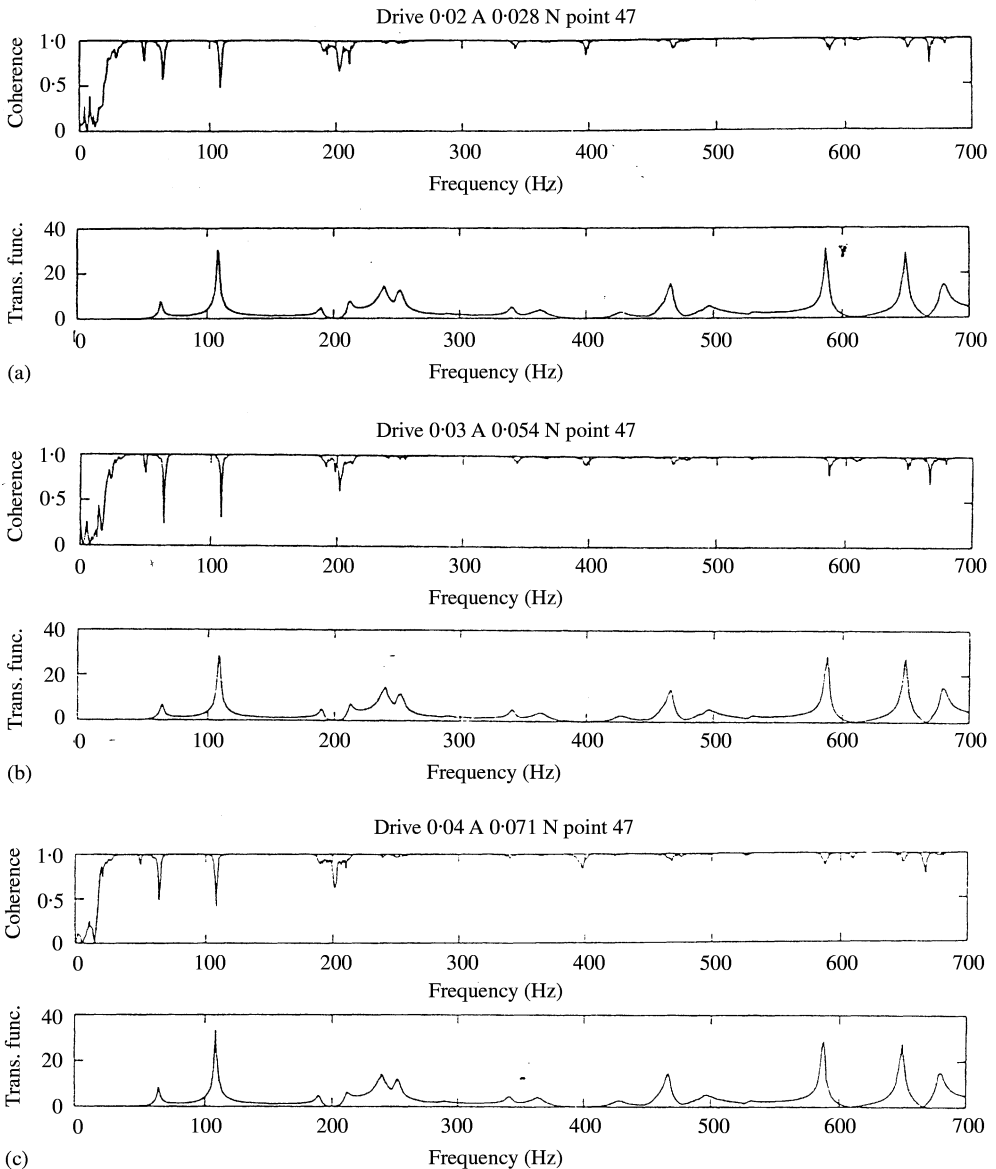 Drive 0·02 A 0·028 N point 47
Coherence
1·0
0·5
0
0 100 200 300 400 500 600 700
Frequency (Hz)
Trans. func.
40
20
0
0 100 200 300 400 500 600 700
Frequency (Hz)
(a)
Drive 0·03 A 0·054 N point 47
Coherence
1·0
0·5
0
0 100 200 300 400 500 600 700
Frequency (Hz)
Trans. func.
40
20
0
0 100 200 300 400 500 600 700
Frequency (Hz)
(b)
Drive 0·04 A 0·071 N point 47
Coherence
1·0
0·5
0
0 100 200 300 400 500 600 700
Frequency (Hz)
Trans. func.
40
20
0
0 100 200 300 400 500 600 700
Frequency (Hz)
(c)